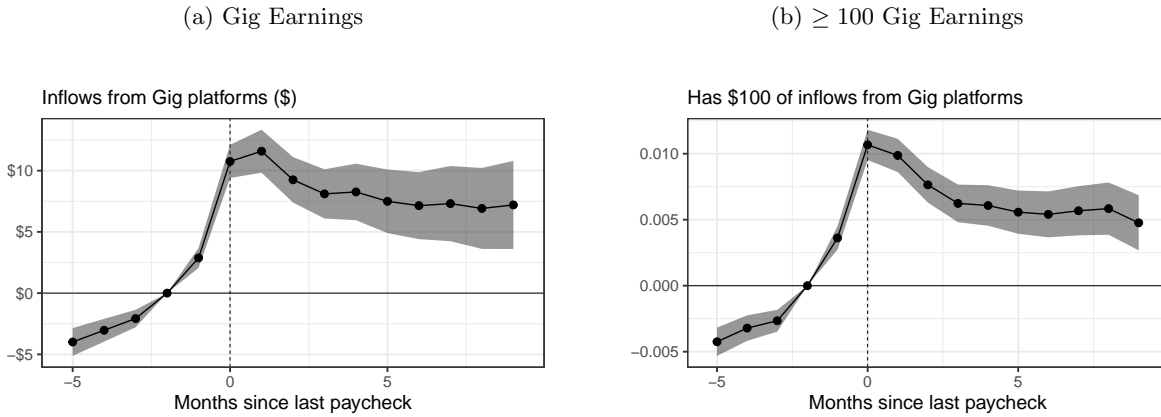 (a) Gig Earnings
Inflows from Gig platforms ($)
$10
$5
$0
−$5
−5
0
5
Months since last paycheck
(b) ≥ 100 Gig Earnings
Has $100 of inflows from Gig platforms
0.010
0.005
0.000
−0.005
−5
0
5
Months since last paycheck